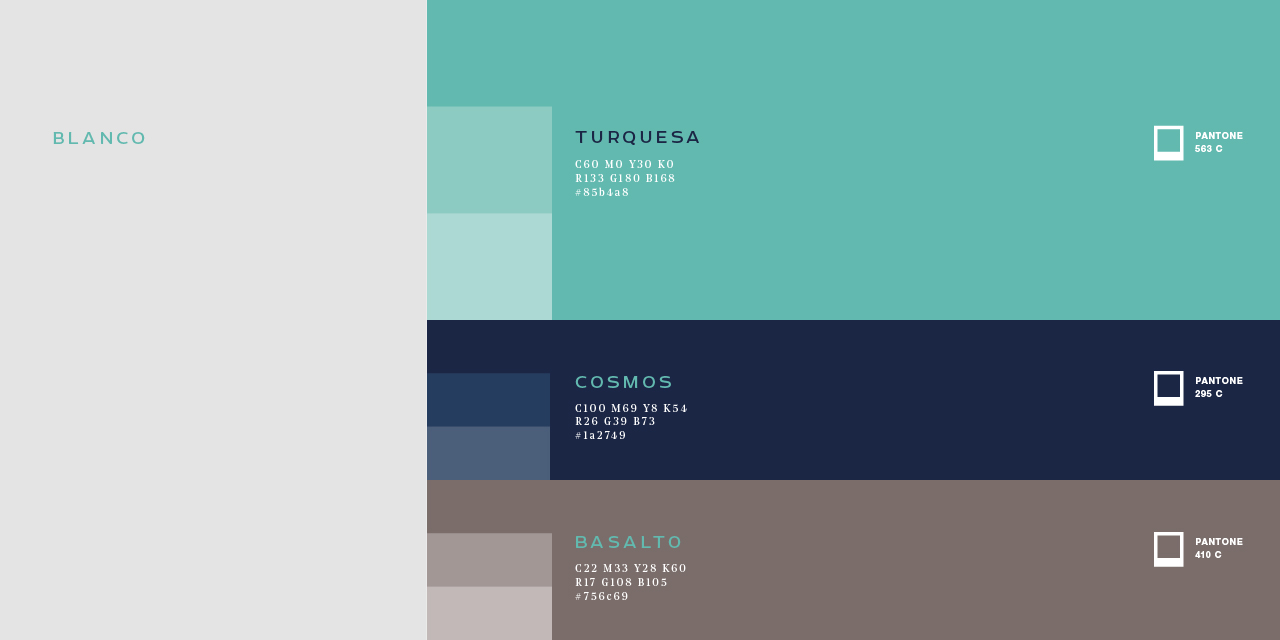 BLANCO
TURQUESA
C60 M0 Y30 K0
R133 G180 B168
#85b4a8
PANTONE
563 C
COSMOS
C100 M69 Y8 K54
R26 G39 B73
#1a2749
PANTONE
295 C
BASALTO
C22 M33 Y28 K60
R17 G108 B105
#756c69
PANTONE
410 C